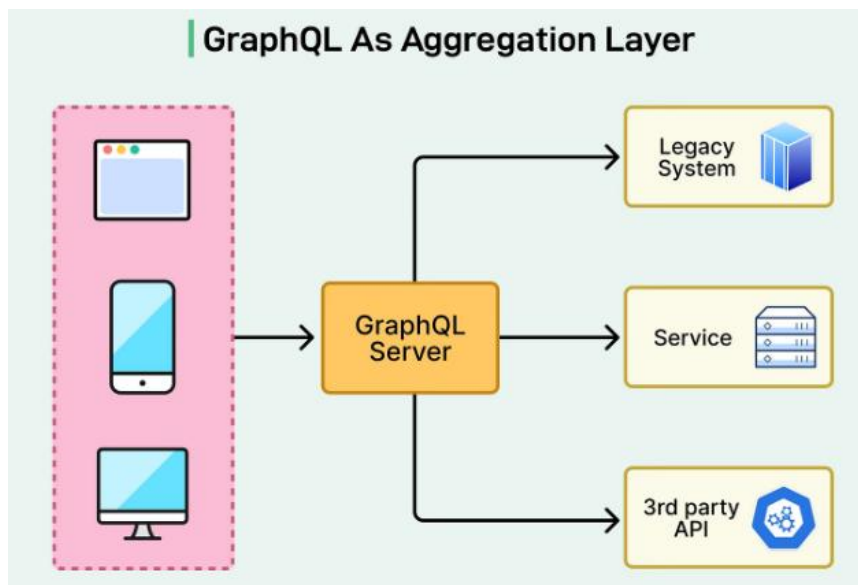 GraphQL As Aggregation Layer
Legacy
System
GraphQL
Server
Service
3rd party
API